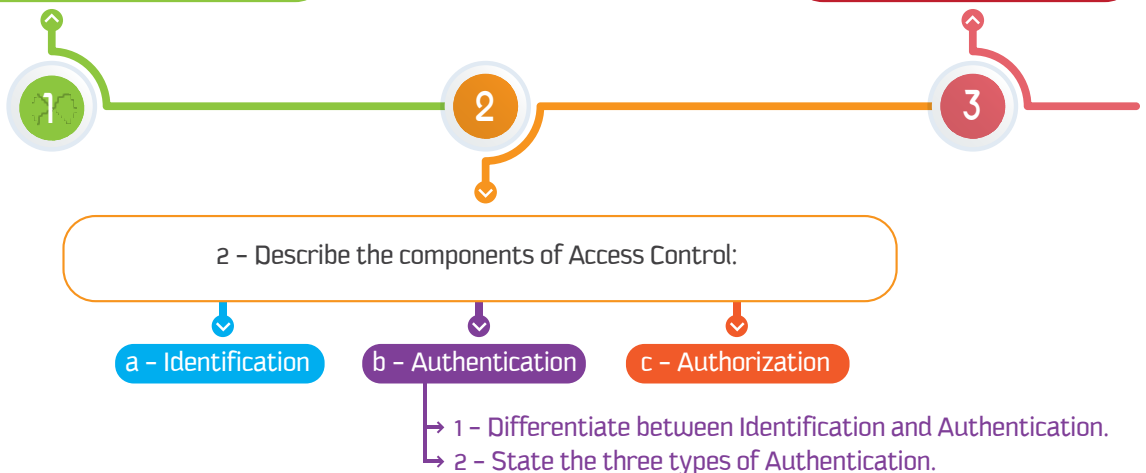 1
2
3
2 - Describe the components of Access Control:
a - Identification
b - Authentication
c - Authorization
1 - Differentiate between Identification and Authentication.
2 - State the three types of Authentication.